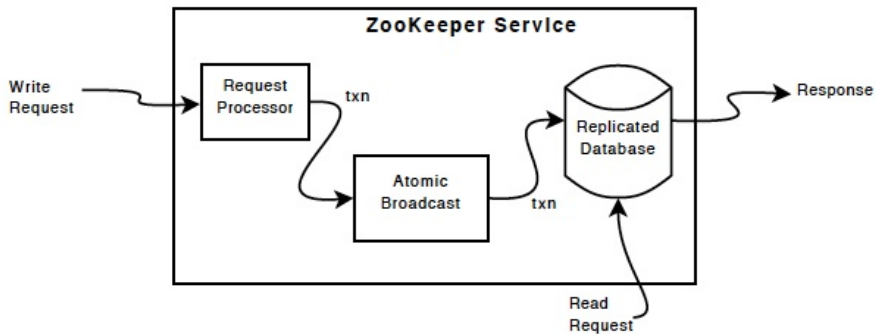 ZooKeeper Service
Write
Request
Request
Processor
txn
Atomic
Broadcast
txn
Replicated
Database
Response
Read
Request